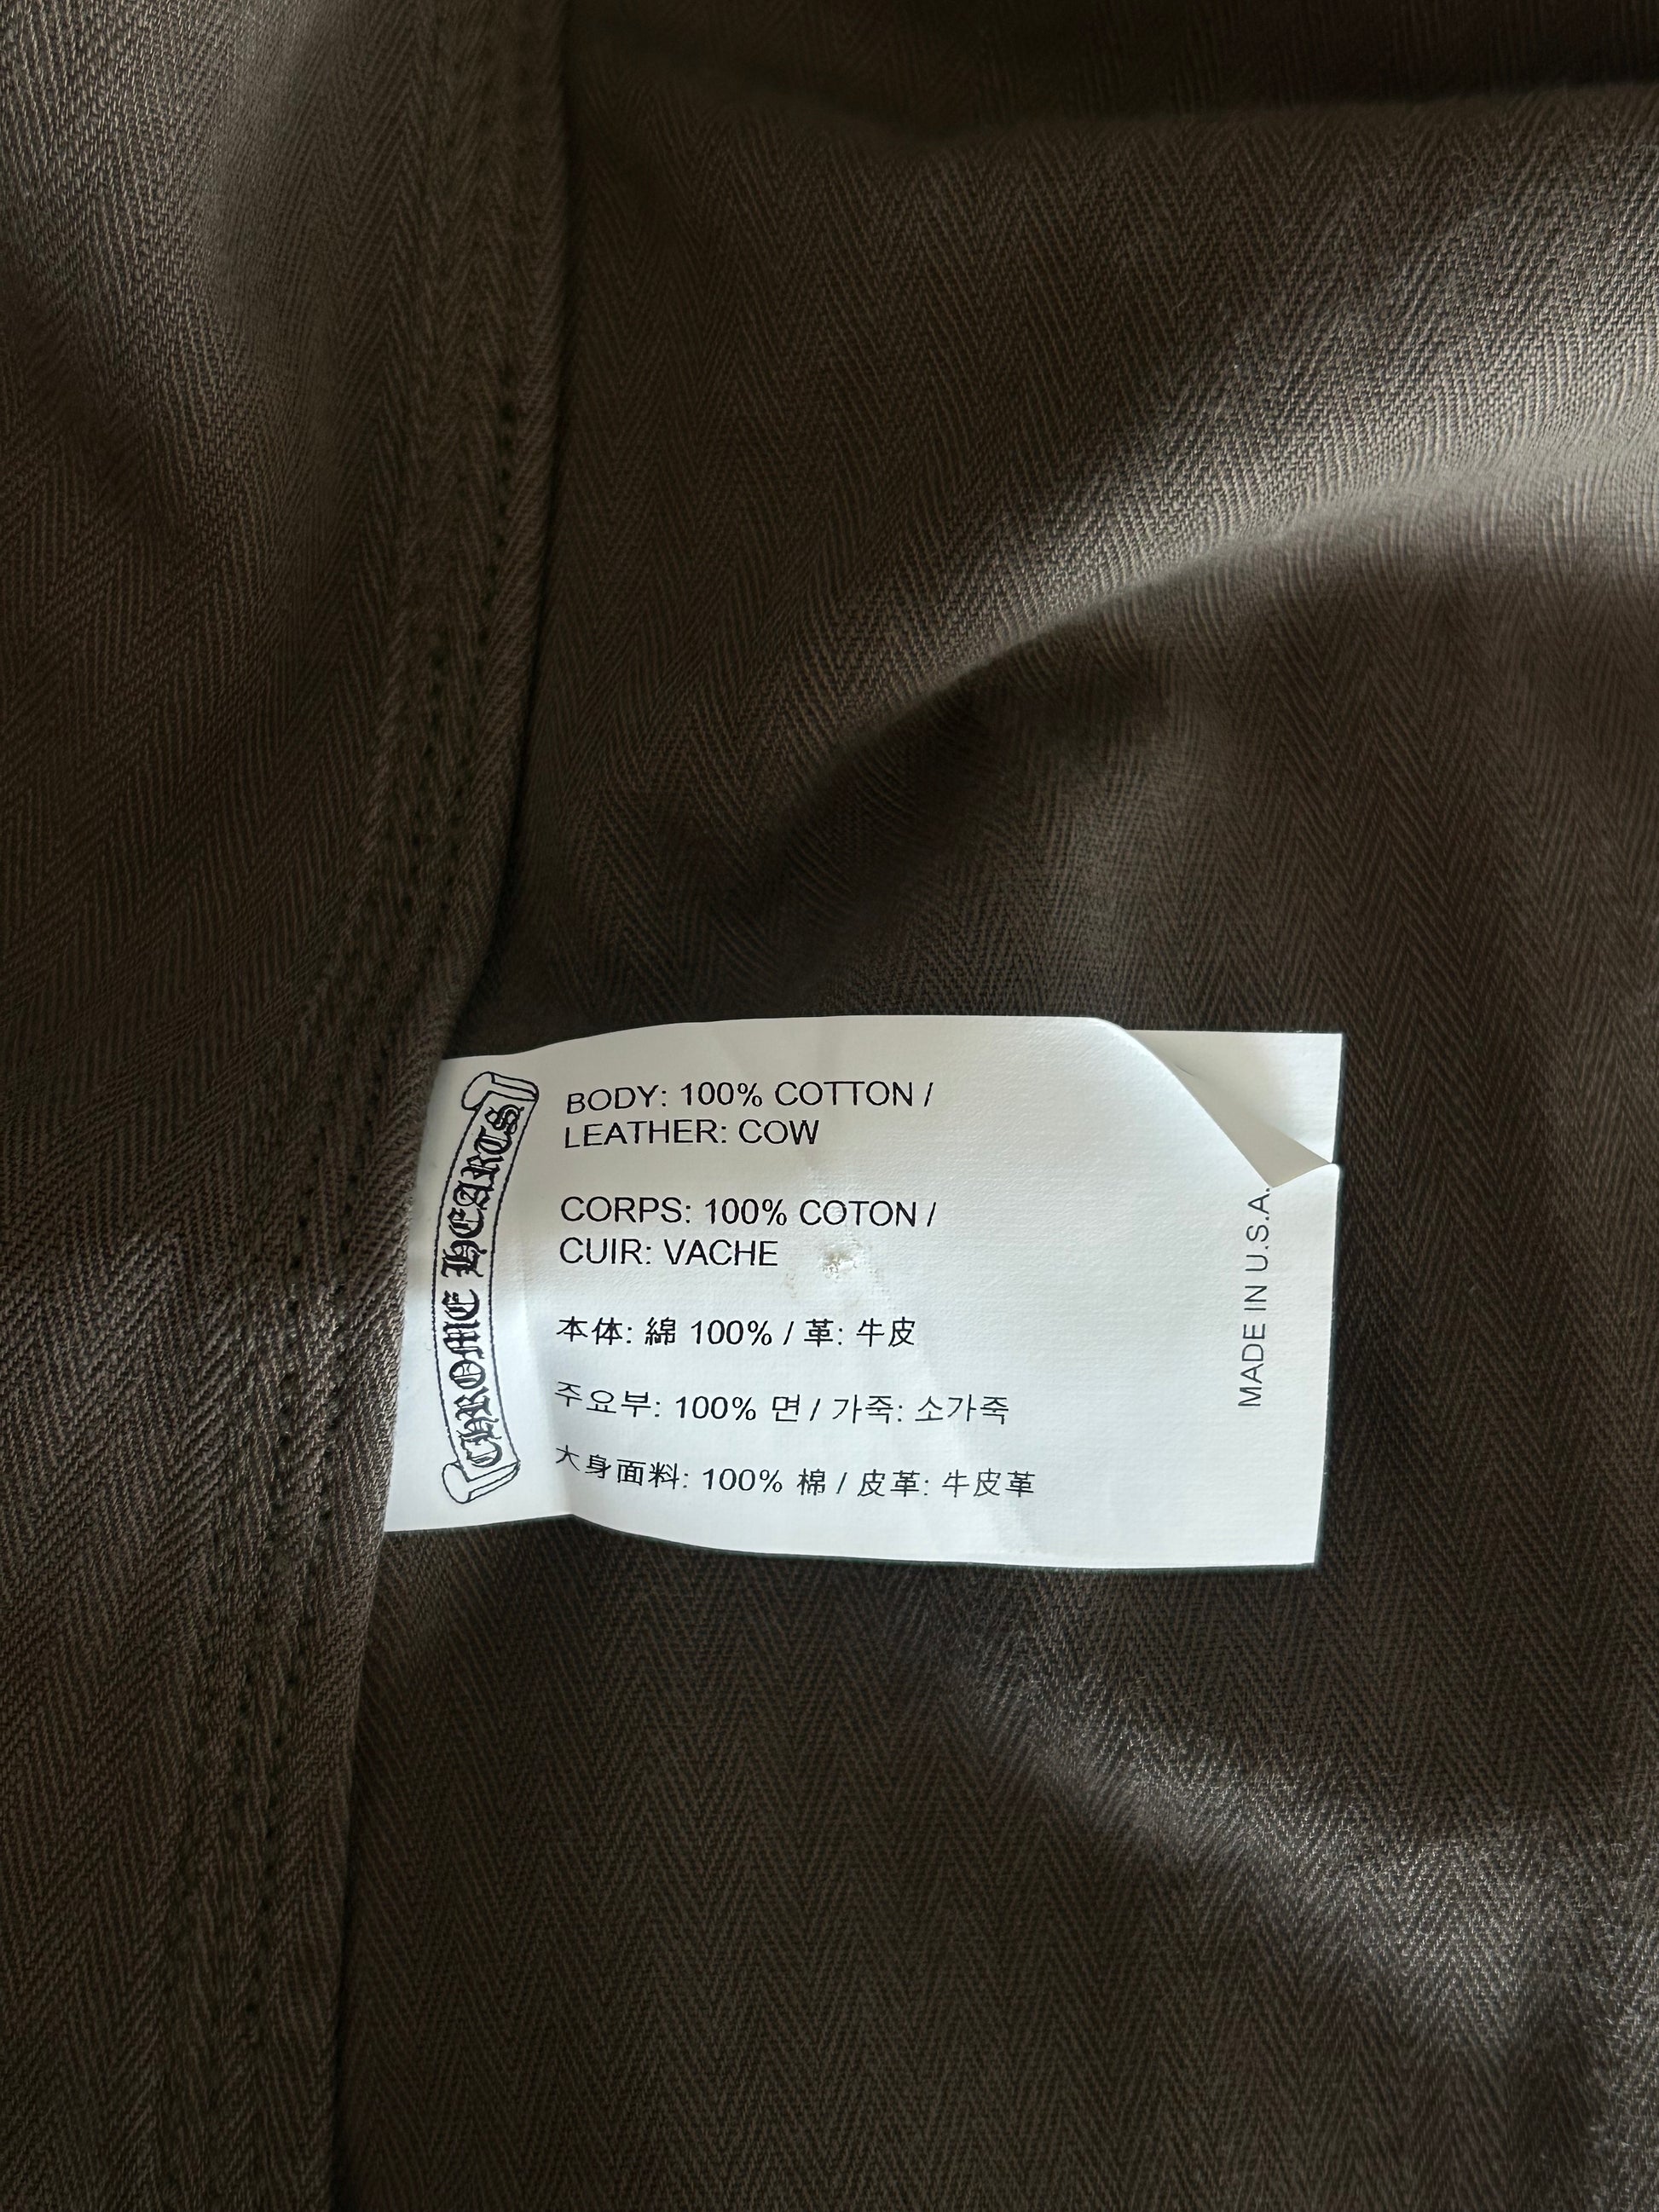 CHROME HEARTS
BODY: 100% COTTON /
LEATHER: COW
CORPS: 100% COTON /
CUIR: VACHE
本体: 綿 100% / 革: 牛皮
주요부: 100% 면 / 가죽: 소가죽
大身面料: 100% 棉 / 皮革: 牛皮革
MADE IN U.S.A.